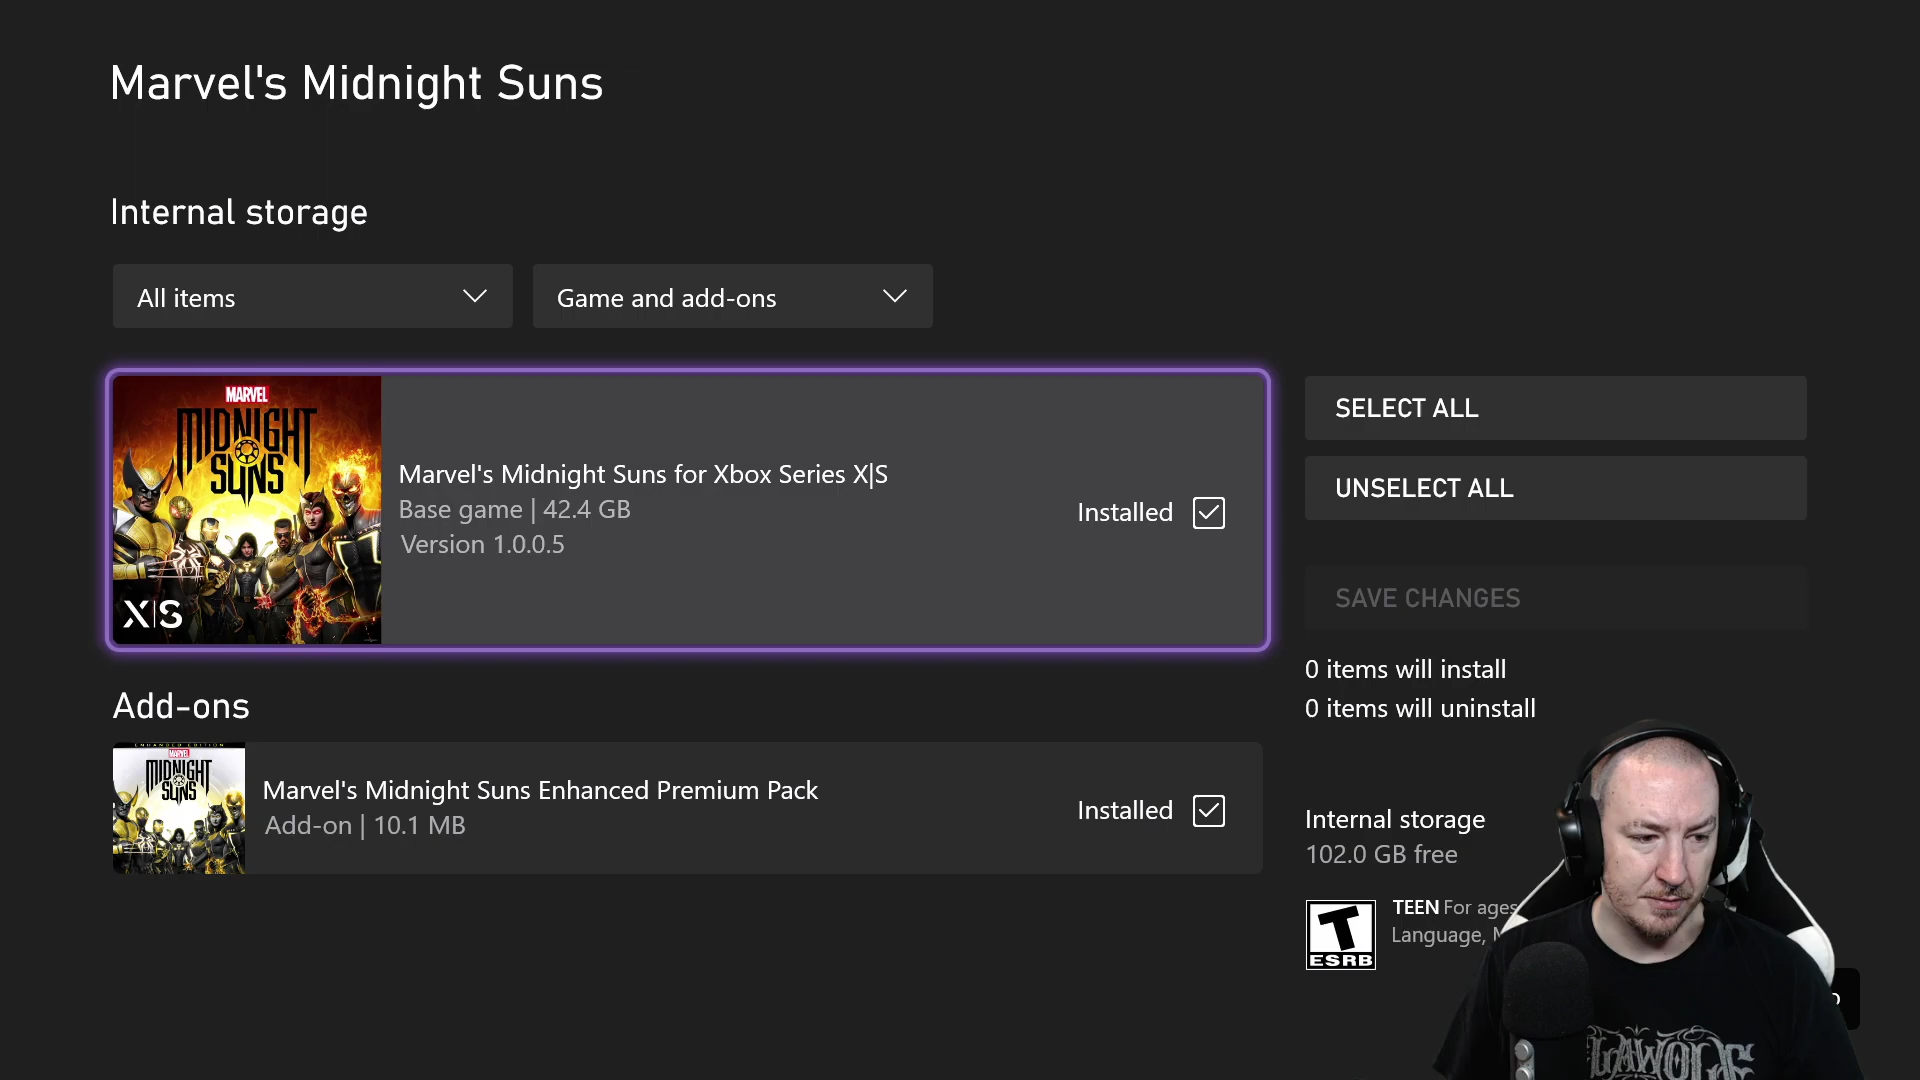 Marvel's Midnight Suns
Internal storage
All items
Game and add-ons
MARVEL
MIDNIGHT
SUNS
X|S
Marvel's Midnight Suns for Xbox Series X|S
Base game | 42.4 GB
Version 1.0.0.5
Installed
SELECT ALL
UNSELECT ALL
SAVE CHANGES
0 items will install
0 items will uninstall
Add-ons
ENHANCED EDITION
MARVEL
MIDNIGHT
SUNS
Marvel's Midnight Suns Enhanced Premium Pack
Add-on | 10.1 MB
Installed
Internal storage
102.0 GB free
T
ESRB
TEEN For ages
Language,